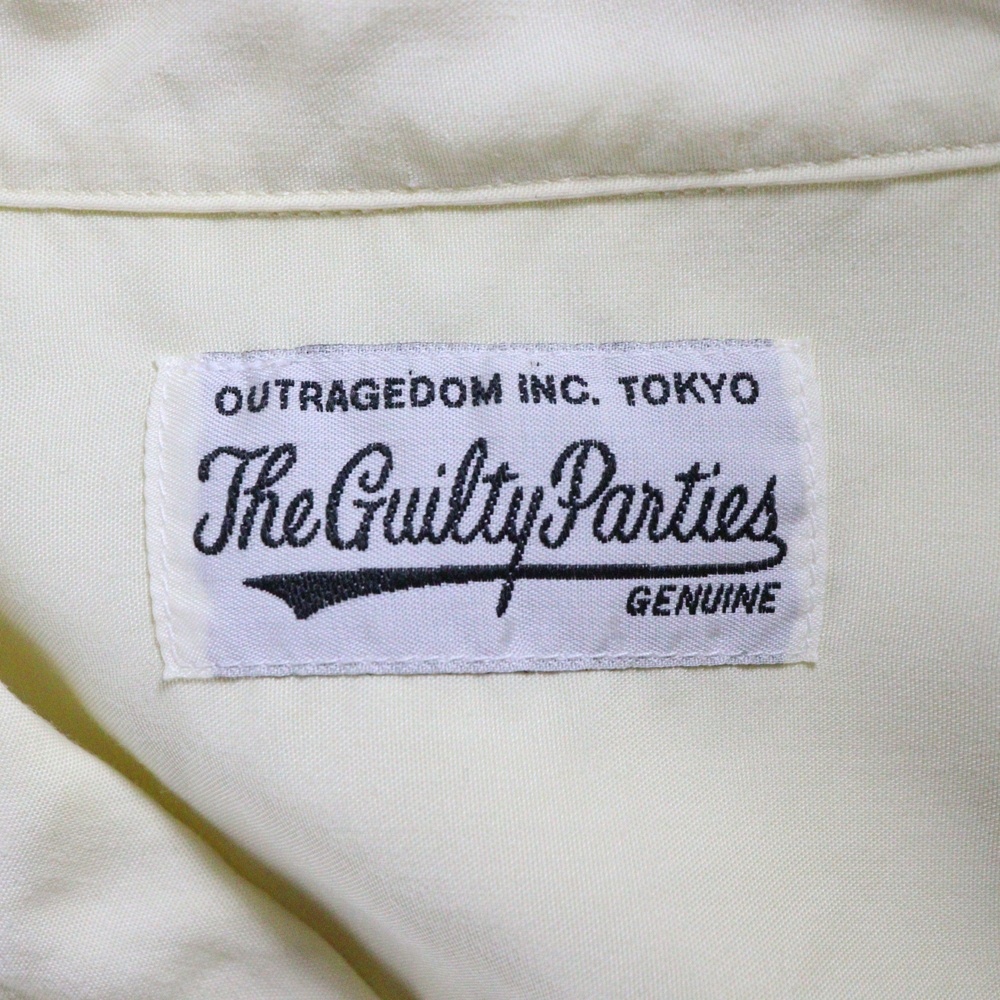 OUTRAGEDOM INC. TOKYO
The Guilty Parties
GENUINE